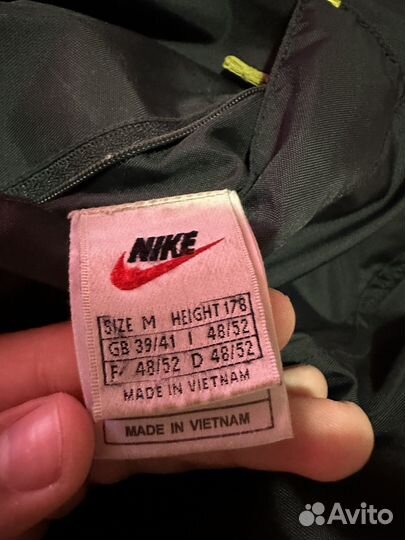 NIKE
SIZE M HEIGHT 178
GB 39/41 I 48/52
F 48/52 D 48/52
MADE IN VIETNAM
MADE IN VIETNAM
Avito